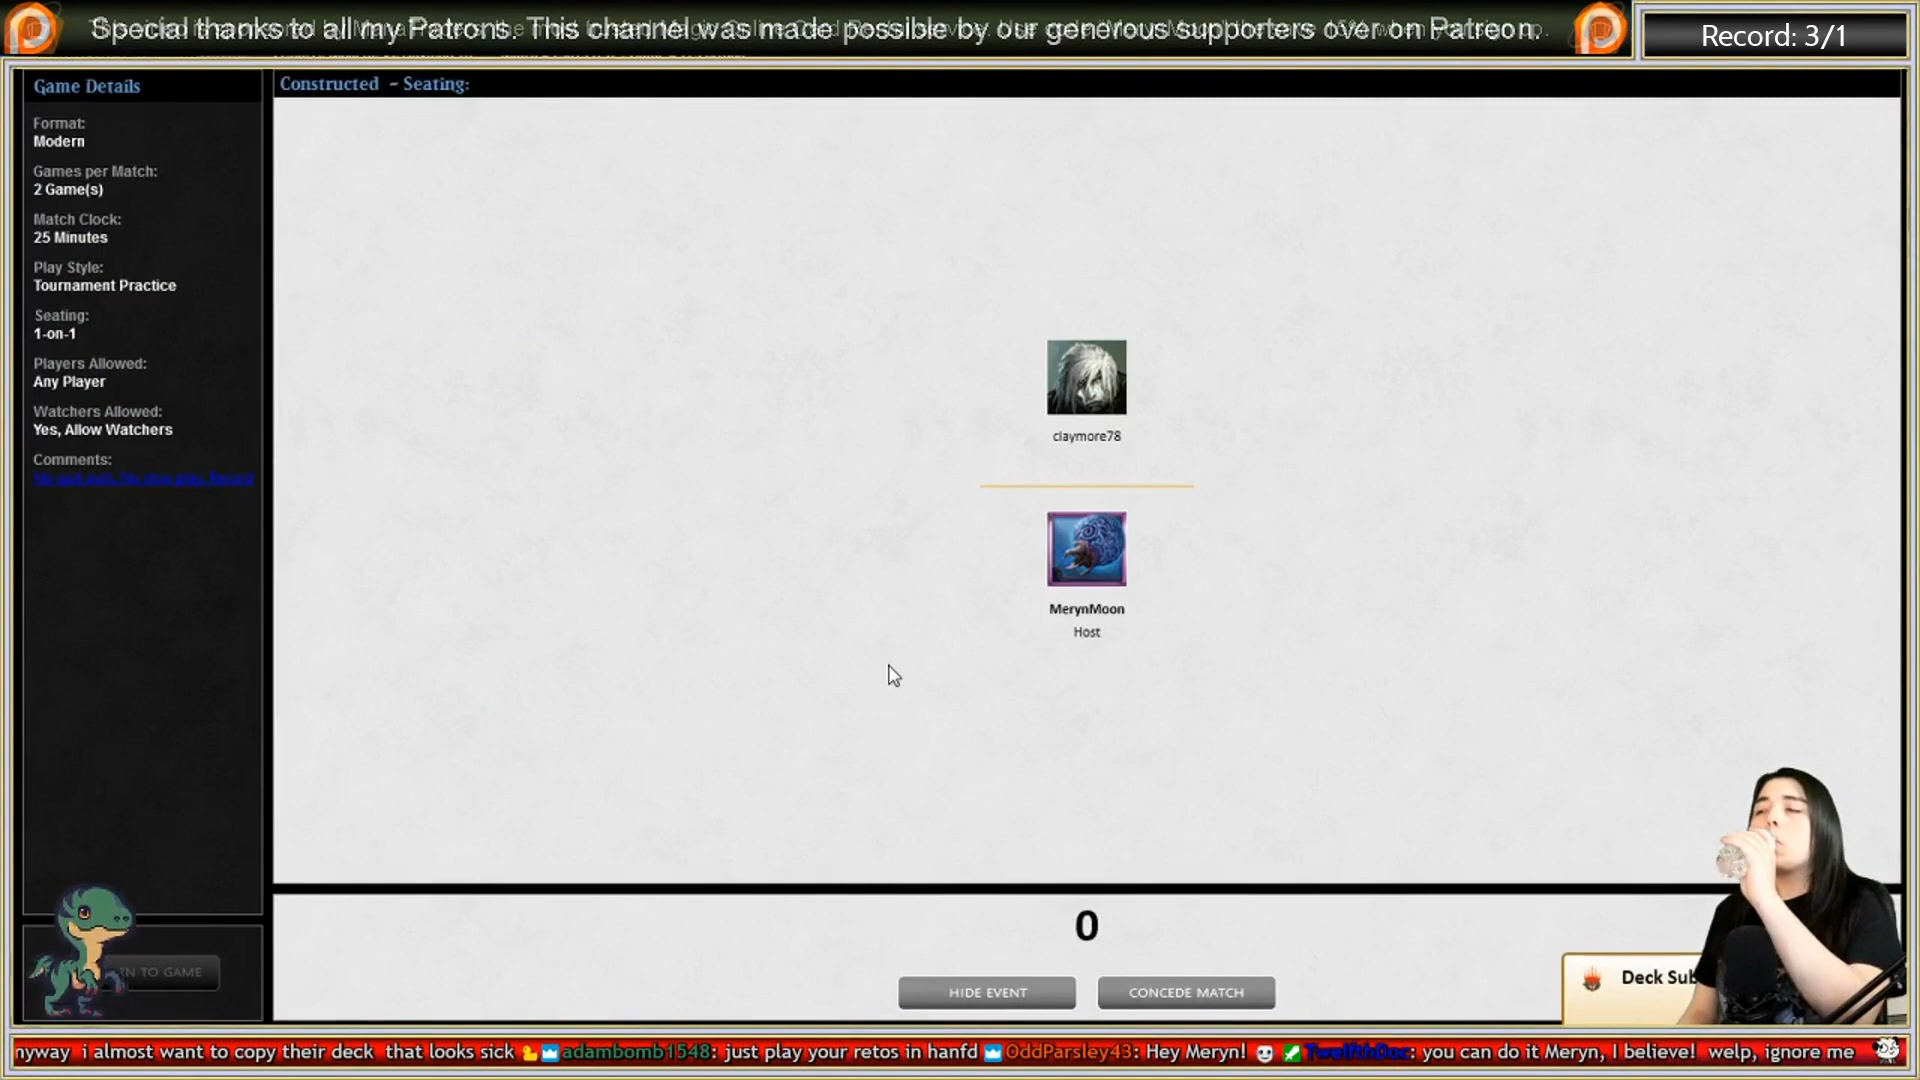 Special thanks to all my Patrons. This channel was made possible by our generous supporters over on Patreon.
Record: 3/1
Game Details
Constructed ~ Seating:
Format:
Modern
Games per Match:
2 Game(s)
Match Clock:
25 Minutes
Play Style:
Tournament Practice
Seating:
1-on-1
Players Allowed:
Any Player
Watchers Allowed:
Yes, Allow Watchers
Comments:
claymore78
MerynMoon
Host
0
N TO GAME
HIDE EVENT
CONCEDE MATCH
Deck Sub
nyway i almost want to copy their deck that looks sick adambomb1548: just play your retos in hanfd OddParsley43: Hey Meryn! TwelfthDoc: you can do it Meryn, I believe! welp, ignore me